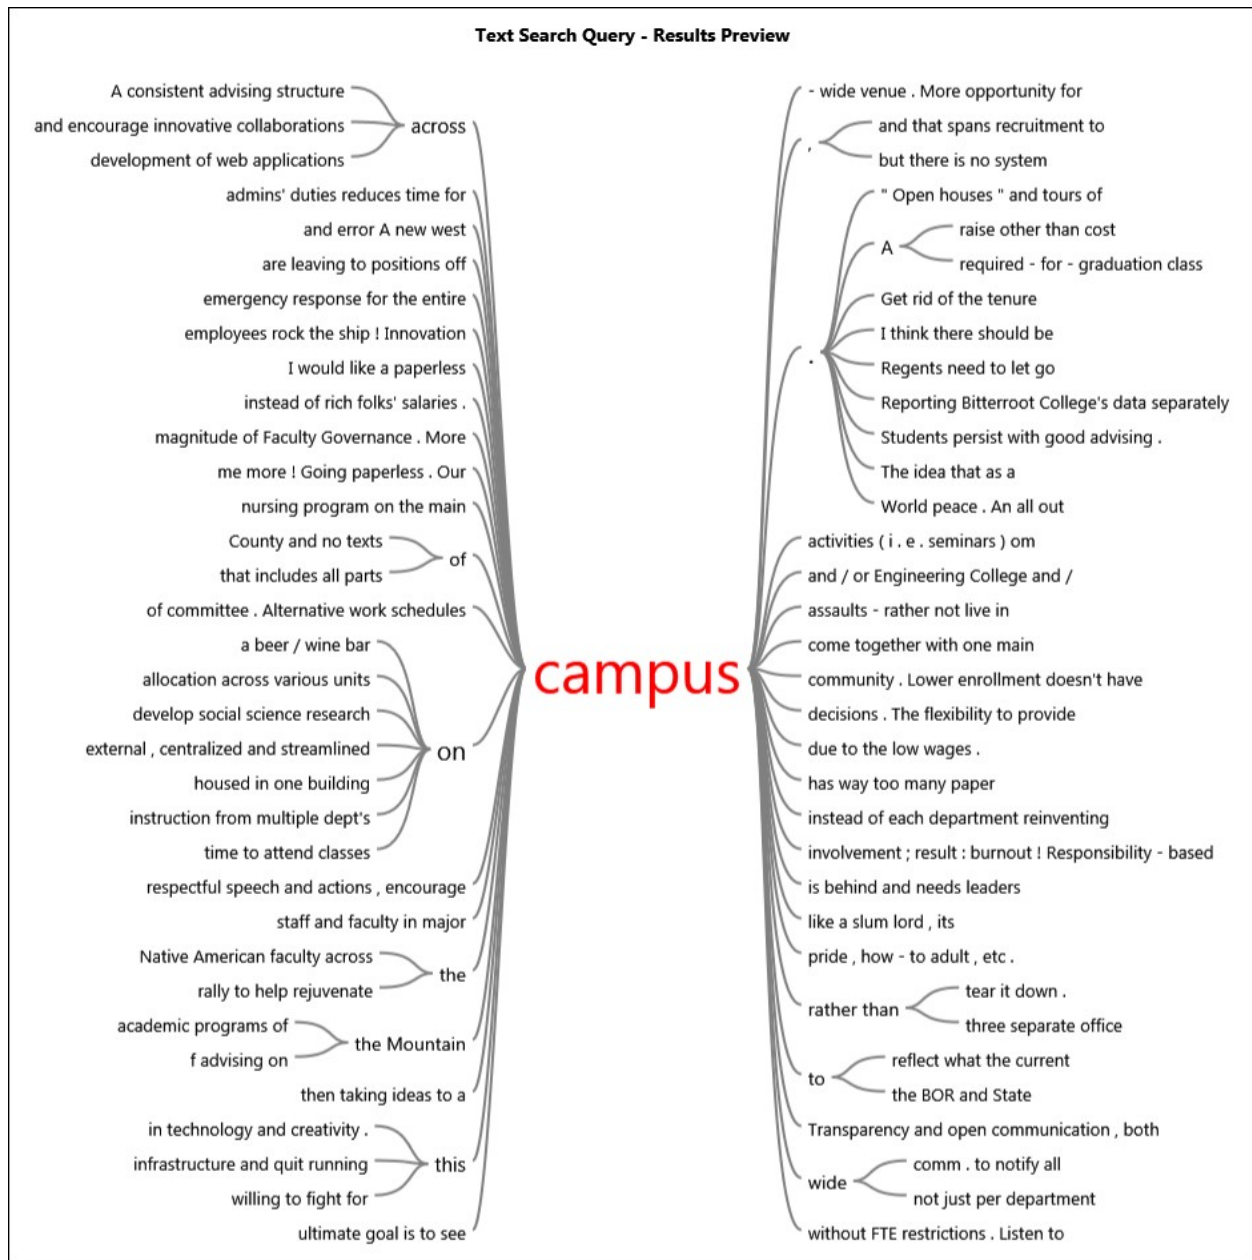 Text Search Query - Results Preview
A consistent advising structure
and encourage innovative collaborations
development of web applications
across
admins' duties reduces time for
and error A new west
are leaving to positions off
emergency response for the entire
employees rock the ship ! Innovation
I would like a paperless
instead of rich folks' salaries .
magnitude of Faculty Governance . More
me more ! Going paperless . Our
nursing program on the main
County and no texts
that includes all parts
of
of committee . Alternative work schedules
a beer / wine bar
allocation across various units
develop social science research
external , centralized and streamlined
housed in one building
instruction from multiple dept's
time to attend classes
on
respectful speech and actions , encourage
staff and faculty in major
Native American faculty across
rally to help rejuvenate
the
academic programs of
f advising on
the Mountain
then taking ideas to a
in technology and creativity .
infrastructure and quit running
willing to fight for
this
ultimate goal is to see
campus
- wide venue . More opportunity for
,
and that spans recruitment to
but there is no system
.
" Open houses " and tours of
A
raise other than cost
required - for - graduation class
Get rid of the tenure
I think there should be
Regents need to let go
Reporting Bitterroot College's data separately
Students persist with good advising .
The idea that as a
World peace . An all out
activities ( i . e . seminars ) om
and / or Engineering College and /
assaults - rather not live in
come together with one main
community . Lower enrollment doesn't have
decisions . The flexibility to provide
due to the low wages .
has way too many paper
instead of each department reinventing
involvement ; result : burnout ! Responsibility - based
is behind and needs leaders
like a slum lord , its
pride , how - to adult , etc .
rather than
tear it down .
three separate office
to
reflect what the current
the BOR and State
Transparency and open communication , both
wide
comm . to notify all
not just per department
without FTE restrictions . Listen to